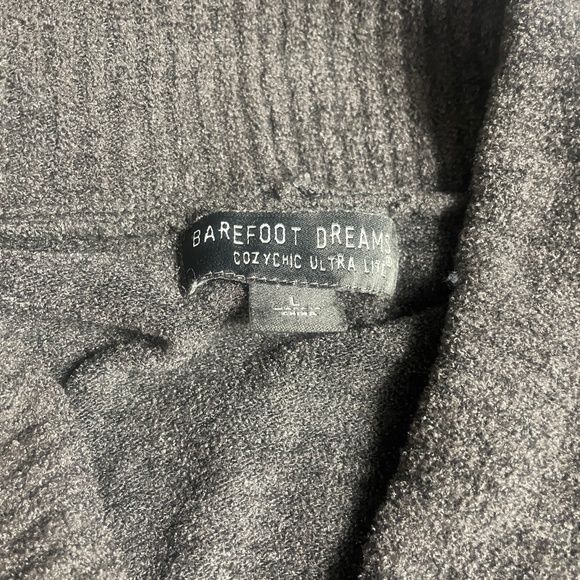 BAREFOOT DREAMS
COZYCHIC ULTRA LITE
L